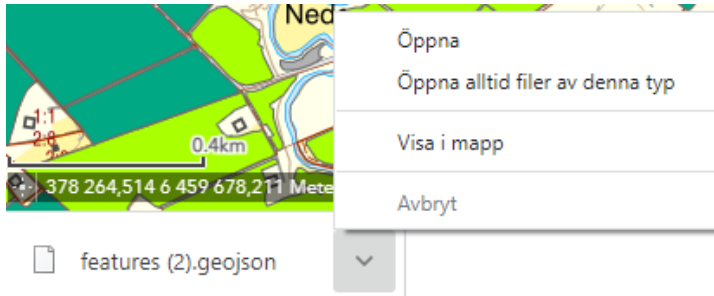 Ned
1:1
2:8
0.4km
378 264,514 6 459 678,211 Mete
features (2).geojson
Öppna
Öppna alltid filer av denna typ
Visa i mapp
Avbryt